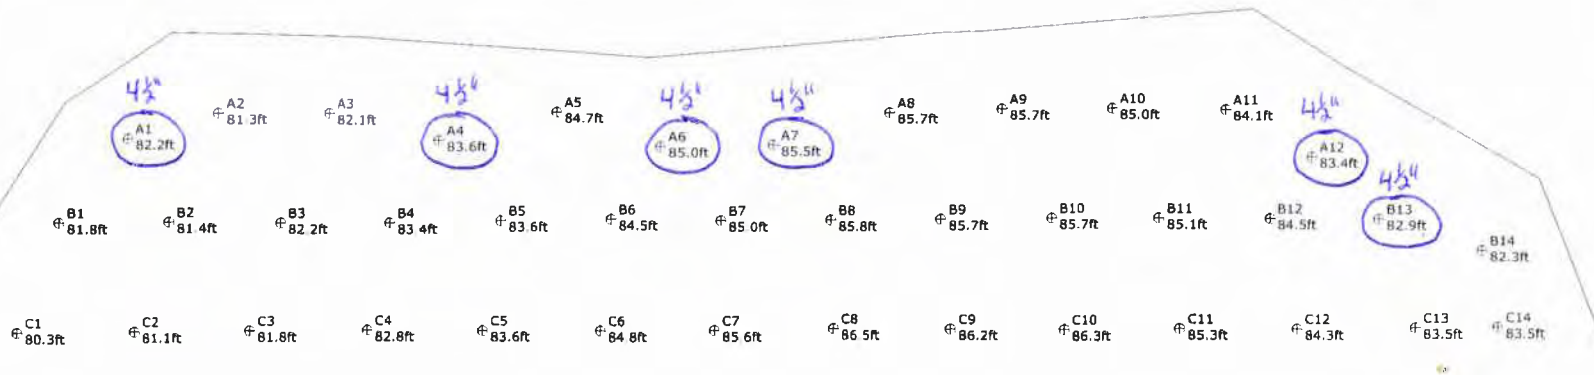 4½" 4½" 4½" 4½" 4½"
A1 A2 A3 A4 A5 A6 A7 A8 A9 A10 A11 A12
82.2ft 81.3ft 82.1ft 83.6ft 84.7ft 85.0ft 85.5ft 85.7ft 85.7ft 85.0ft 84.1ft 83.4ft
4½"
B1 B2 B3 B4 B5 B6 B7 B8 B9 B10 B11 B12 B13 B14
81.8ft 81.4ft 82.2ft 83.4ft 83.6ft 84.5ft 85.0ft 85.8ft 85.7ft 85.7ft 85.1ft 84.5ft 82.9ft 82.3ft
C1 C2 C3 C4 C5 C6 C7 C8 C9 C10 C11 C12 C13 C14
80.3ft 81.1ft 81.8ft 82.8ft 83.6ft 84.8ft 85.6ft 86.5ft 86.2ft 86.3ft 85.3ft 84.3ft 83.5ft 83.5ft